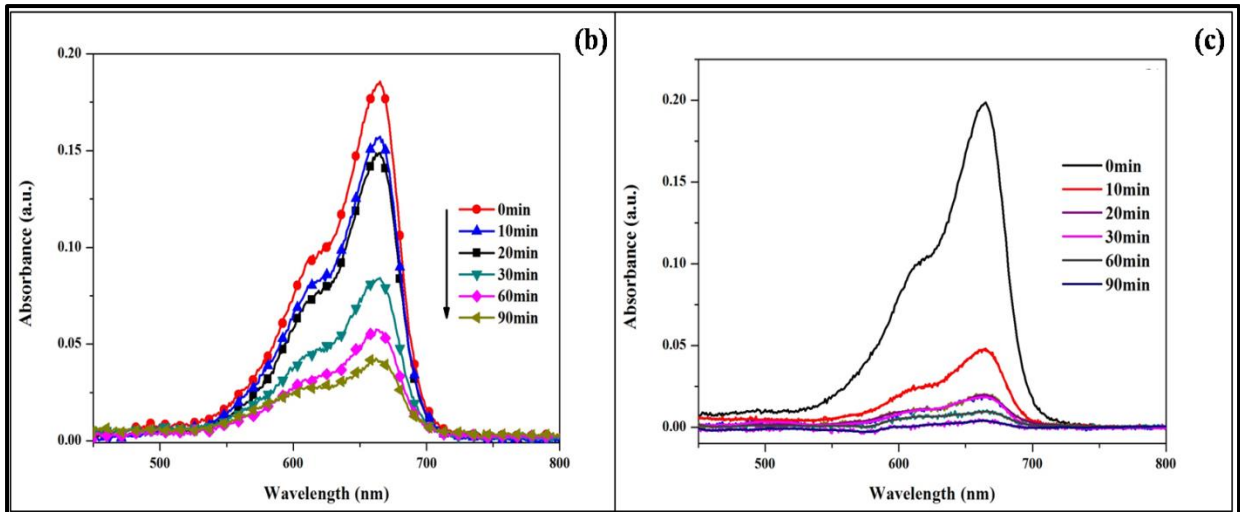 (b)
0.20
0.15
0.10
0.05
0.00
Absorbance (a.u.)
0min
10min
20min
30min
60min
90min
500
600
700
800
Wavelength (nm)
(c)
0.20
0.15
0.10
0.05
0.00
Absorbance (a.u.)
0min
10min
20min
30min
60min
90min
500
600
700
800
Wavelength (nm)